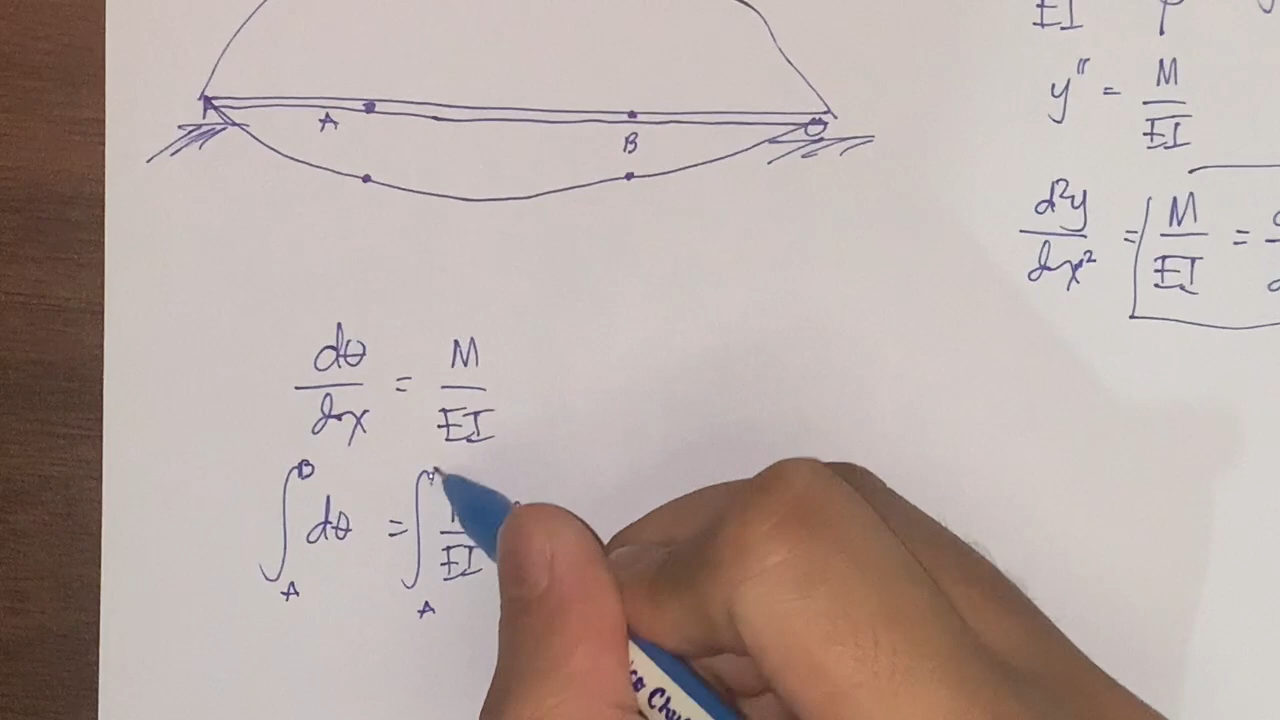 EI ρ
y'' = M/EI
A
B
d²y/dx² = M/EI =
dθ/dx = M/EI
∫_A^B dθ = ∫_A EI